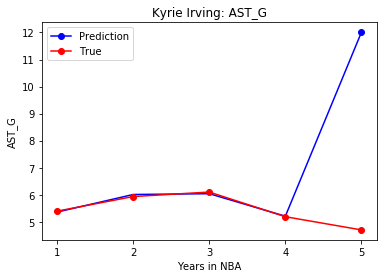 Kyrie Irving: AST_G
Prediction
True
12
11
10
9
8
7
6
5
AST_G
1 2 3 4 5
Years in NBA